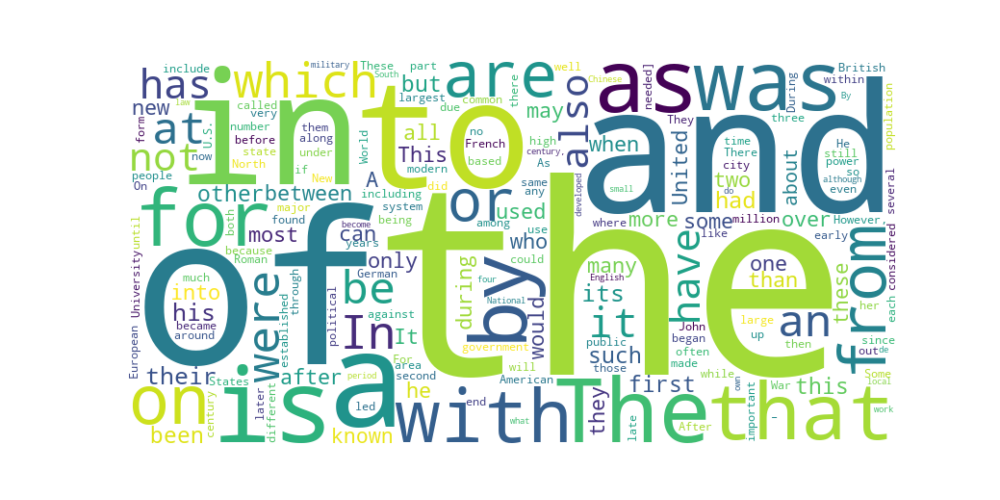 include
military
These
part
well
Chinese
During
British
has
which
South
but
are
there
as
was
needed]
within
new
law
called
very
largest
due
common
may
also
They
By
three
form
at
U.S.
number
before
them
along
in
to
World
all
no
French
high
century,
and
population
not
now
state
North
under
This
based
As
when
United
time
There
city
He
still
power
so
although
even
people
On
if
New
modern
A
did
same
any
developed
small
two
do
about
other
between
including
system
or
used
had
for
both
major
found
being
among
use
where
more
some
million
over
However,
several
until
most
become
can
years
who
could
like
early
considered
University
because
Roman
of
German
only
the
by
many
have
one
than
these
from
each
her
European
much
into
were
through
political
be
during
four
English
National
its
his
became
around
established
against
In
It
would
it
John
began
large
up
an
then
since
out
de
their
States
after
For
area
second
government
will
public
such
those
often
made
is
a
period
he
American
first
while
own
War
this
Some
local
on
century
later
different
led
end
with
what
The
they
late
important
that
-
work
been
known
After